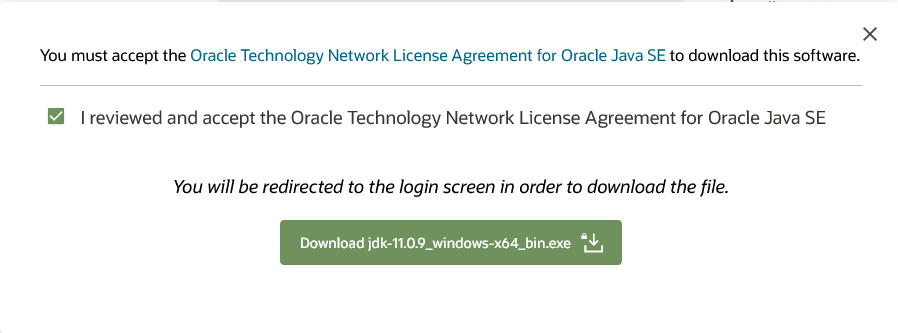 You must accept the Oracle Technology Network License Agreement for Oracle Java SE to download this software.
I reviewed and accept the Oracle Technology Network License Agreement for Oracle Java SE
You will be redirected to the login screen in order to download the file.
Download jdk-11.0.9_windows-x64_bin.exe